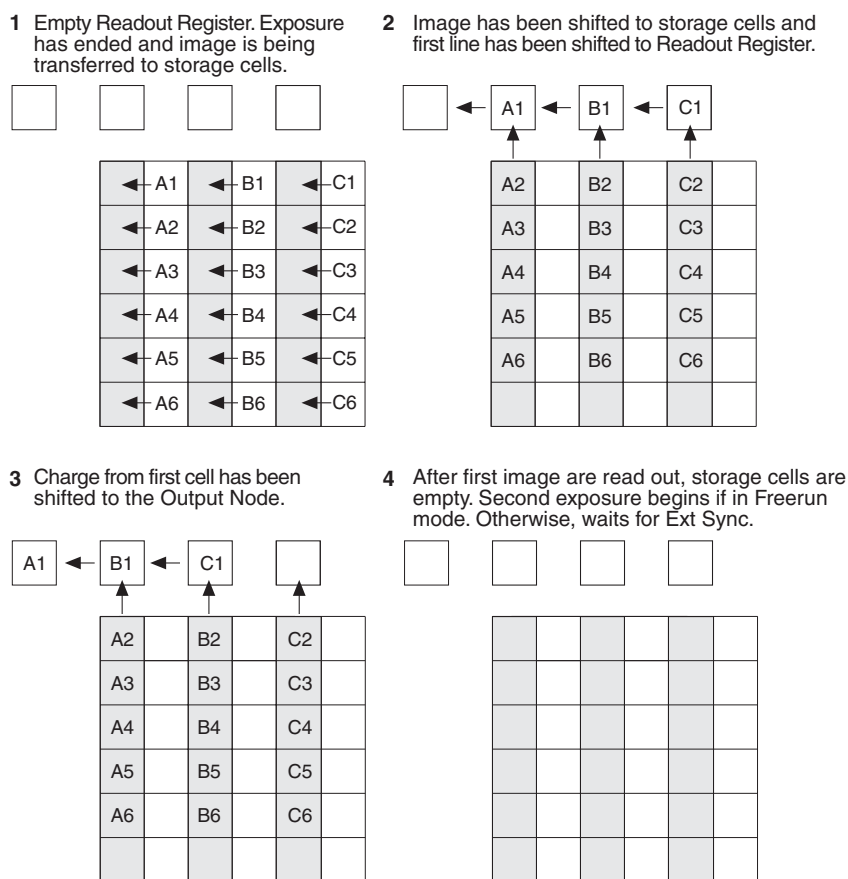 1 Empty Readout Register. Exposure
has ended and image is being
transferred to storage cells.
2 Image has been shifted to storage cells and
first line has been shifted to Readout Register.
A1 B1 C1
A2 B2 C2
A3 B3 C3
A4 B4 C4
A5 B5 C5
A6 B6 C6
A1 B1 C1
A2 B2 C2
A3 B3 C3
A4 B4 C4
A5 B5 C5
A6 B6 C6
3 Charge from first cell has been
shifted to the Output Node.
4 After first image are read out, storage cells are
empty. Second exposure begins if in Freerun
mode. Otherwise, waits for Ext Sync.
A1 B1 C1
A2 B2 C2
A3 B3 C3
A4 B4 C4
A5 B5 C5
A6 B6 C6